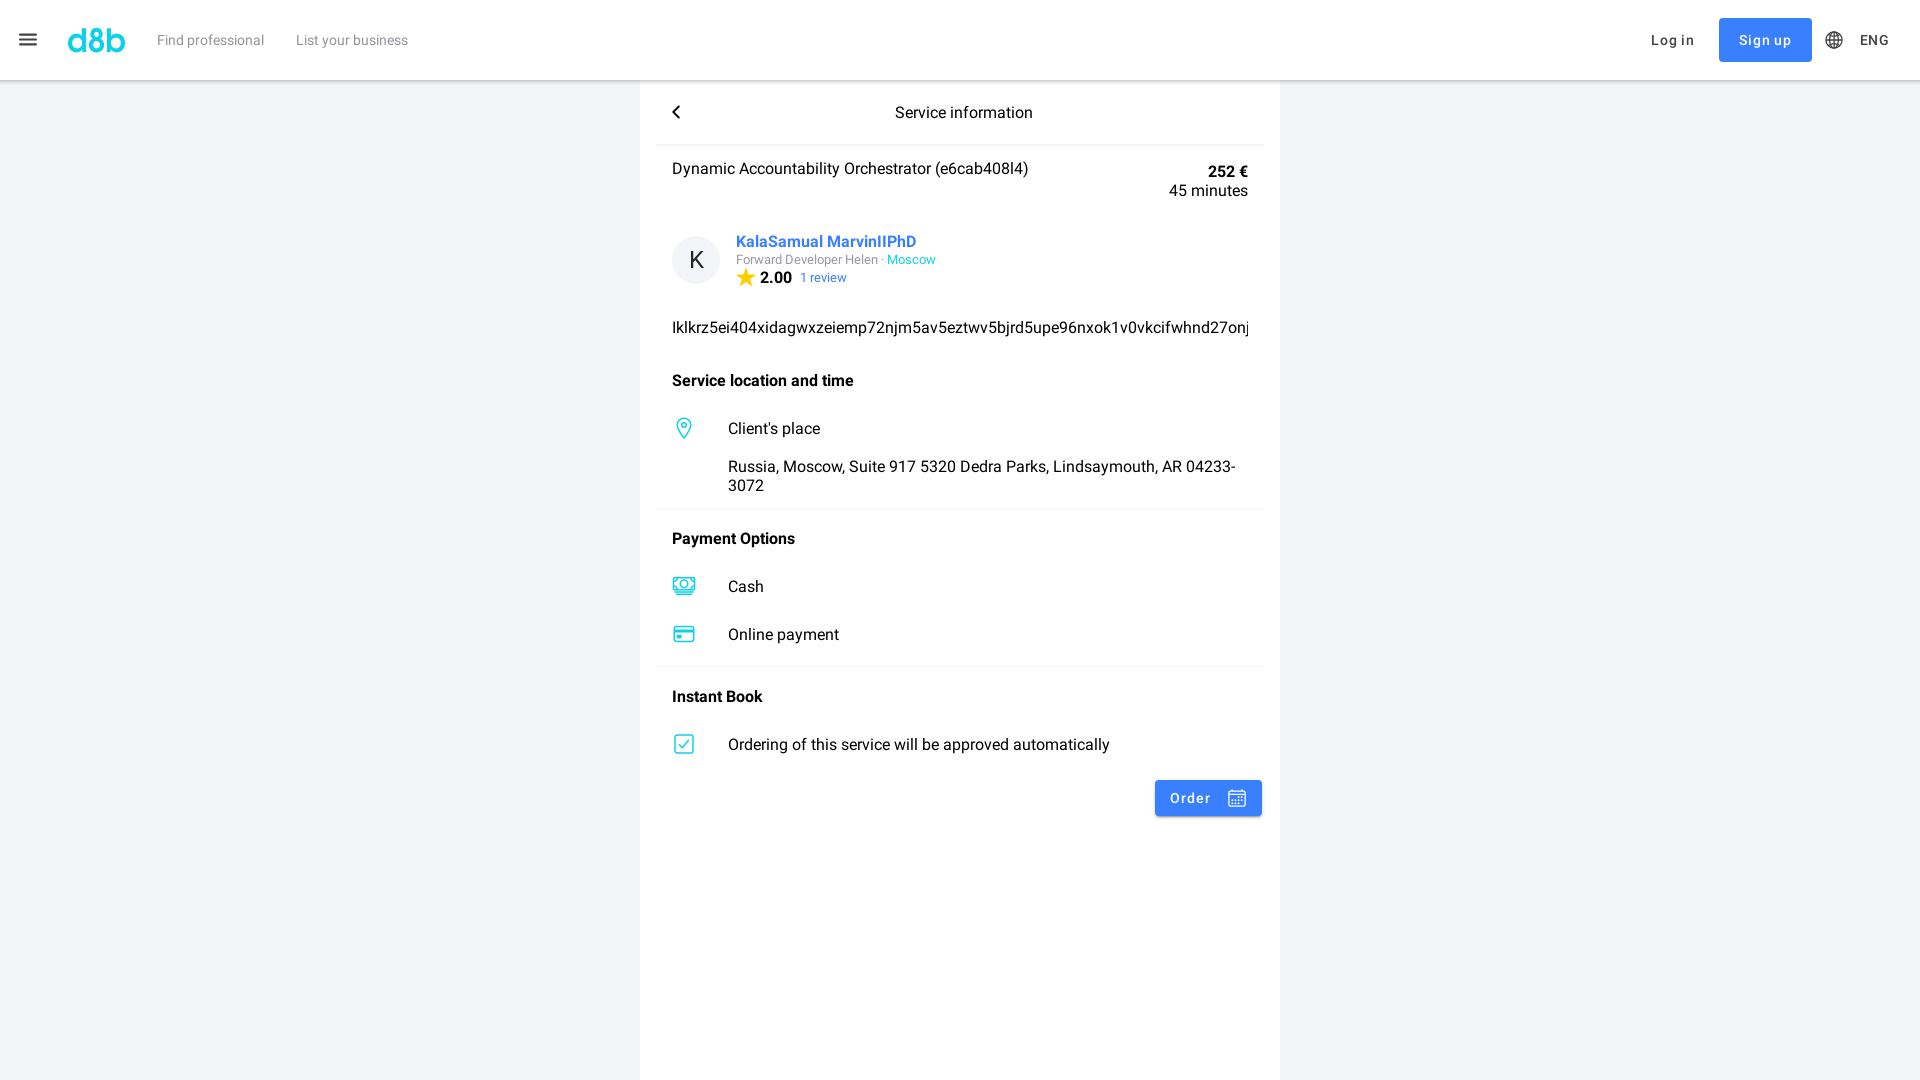 d8b
Find professional
List your business
Log in
Sign up
ENG
Service information
Dynamic Accountability Orchestrator (e6cab408l4)
252 €
45 minutes
K
KalaSamual MarvinIIPhD
Forward Developer Helen · Moscow
2.00 1 review
Iklkrz5ei404xidagwxzeiemp72njm5av5eztwv5bjrd5upe96nxok1v0vkcifwhnd27onj
Service location and time
Client's place
Russia, Moscow, Suite 917 5320 Dedra Parks, Lindsaymouth, AR 04233-
3072
Payment Options
Cash
Online payment
Instant Book
Ordering of this service will be approved automatically
Order